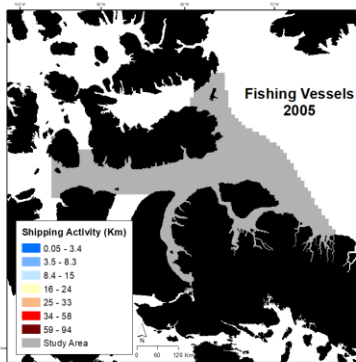 Fishing Vessels
2005
Shipping Activity (Km)
0.05 - 3.4
3.5 - 8.3
8.4 - 15
16 - 24
25 - 33
34 - 58
59 - 94
Study Area
N
0
60
120 Km